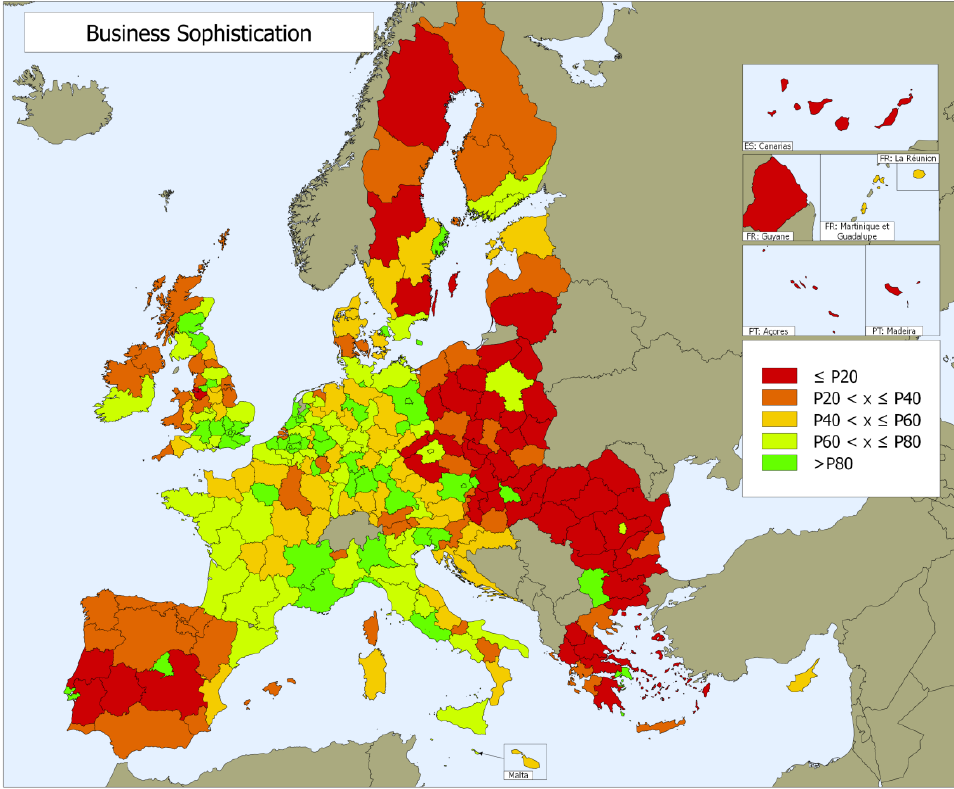 Business Sophistication
ES: Canarias
FR: La Réunion
FR: Guyane
FR: Martinique et
Guadalupe
PT: Açores
PT: Madeira
≤ P20
P20 < x ≤ P40
P40 < x ≤ P60
P60 < x ≤ P80
>P80
Malta